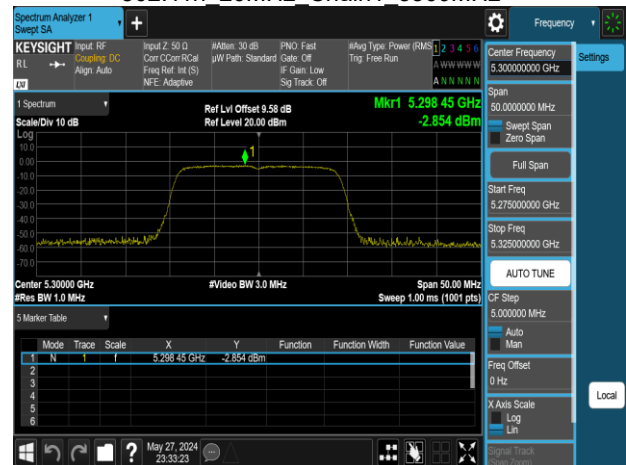 Spectrum Analyzer 1
Swept SA
Frequency
KEYSIGHT
Input: RF
Coupling: DC
Align: Auto
RL
LXI
Input Z: 50 Ω
Corr CCorr RCal
Freq Ref: Int (S)
NFE: Adaptive
#Atten: 30 dB
µW Path: Standard
PNO: Fast
Gate: Off
IF Gain: Low
Sig Track: Off
#Avg Type: Power (RMS
Trig: Free Run
1 2 3 4 5 6
A W W W W W
A N N N N N
1 Spectrum
Scale/Div 10 dB
Ref Lvl Offset 9.58 dB
Ref Level 20.00 dBm
Mkr1 5.298 45 GHz
-2.854 dBm
Log
10.0
0.00
-10.0
-20.0
-30.0
-40.0
-50.0
-60.0
-70.0
1
Center 5.30000 GHz
#Res BW 1.0 MHz
#Video BW 3.0 MHz
Span 50.00 MHz
Sweep 1.00 ms (1001 pts)
5 Marker Table
Mode Trace Scale X Y Function Function Width Function Value
1 N 1 f 5.298 45 GHz -2.854 dBm
2
3
4
5
6
May 27, 2024
23:33:23
Center Frequency
5.300000000 GHz
Settings
Span
50.0000000 MHz
Swept Span
Zero Span
Full Span
Start Freq
5.275000000 GHz
Stop Freq
5.325000000 GHz
AUTO TUNE
CF Step
5.000000 MHz
Auto
Man
Freq Offset
0 Hz
X Axis Scale
Log
Lin
Local
Signal Track
(Span Zoom)